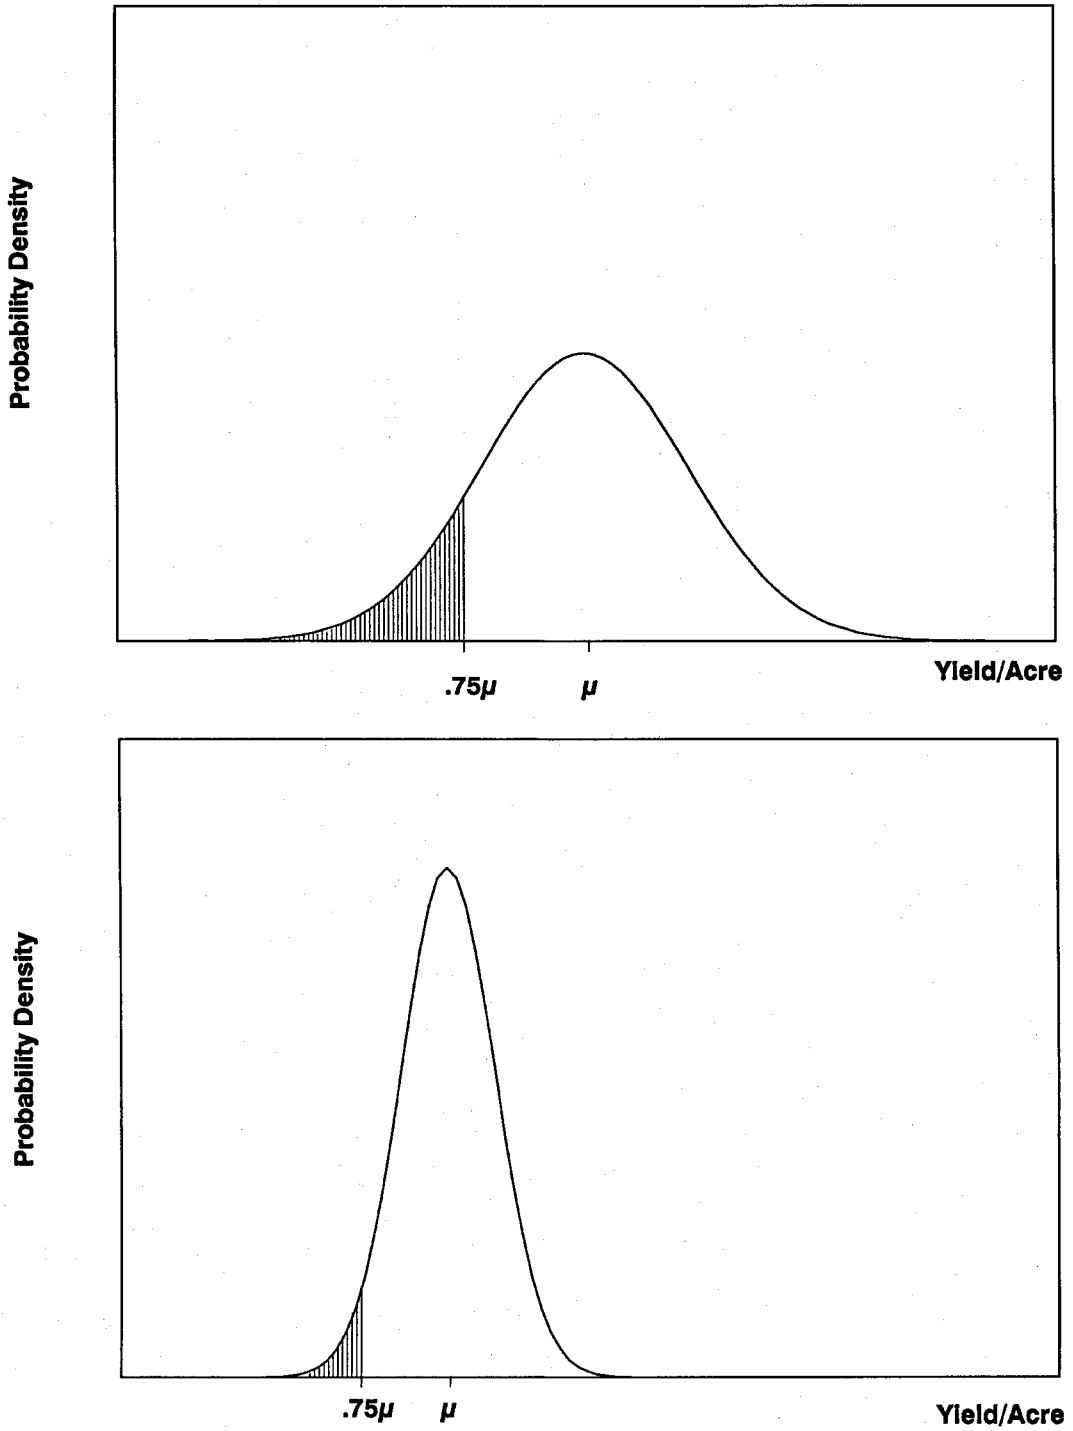 Probability Density
.75μ μ
Yield/Acre
Probability Density
.75μ μ
Yield/Acre